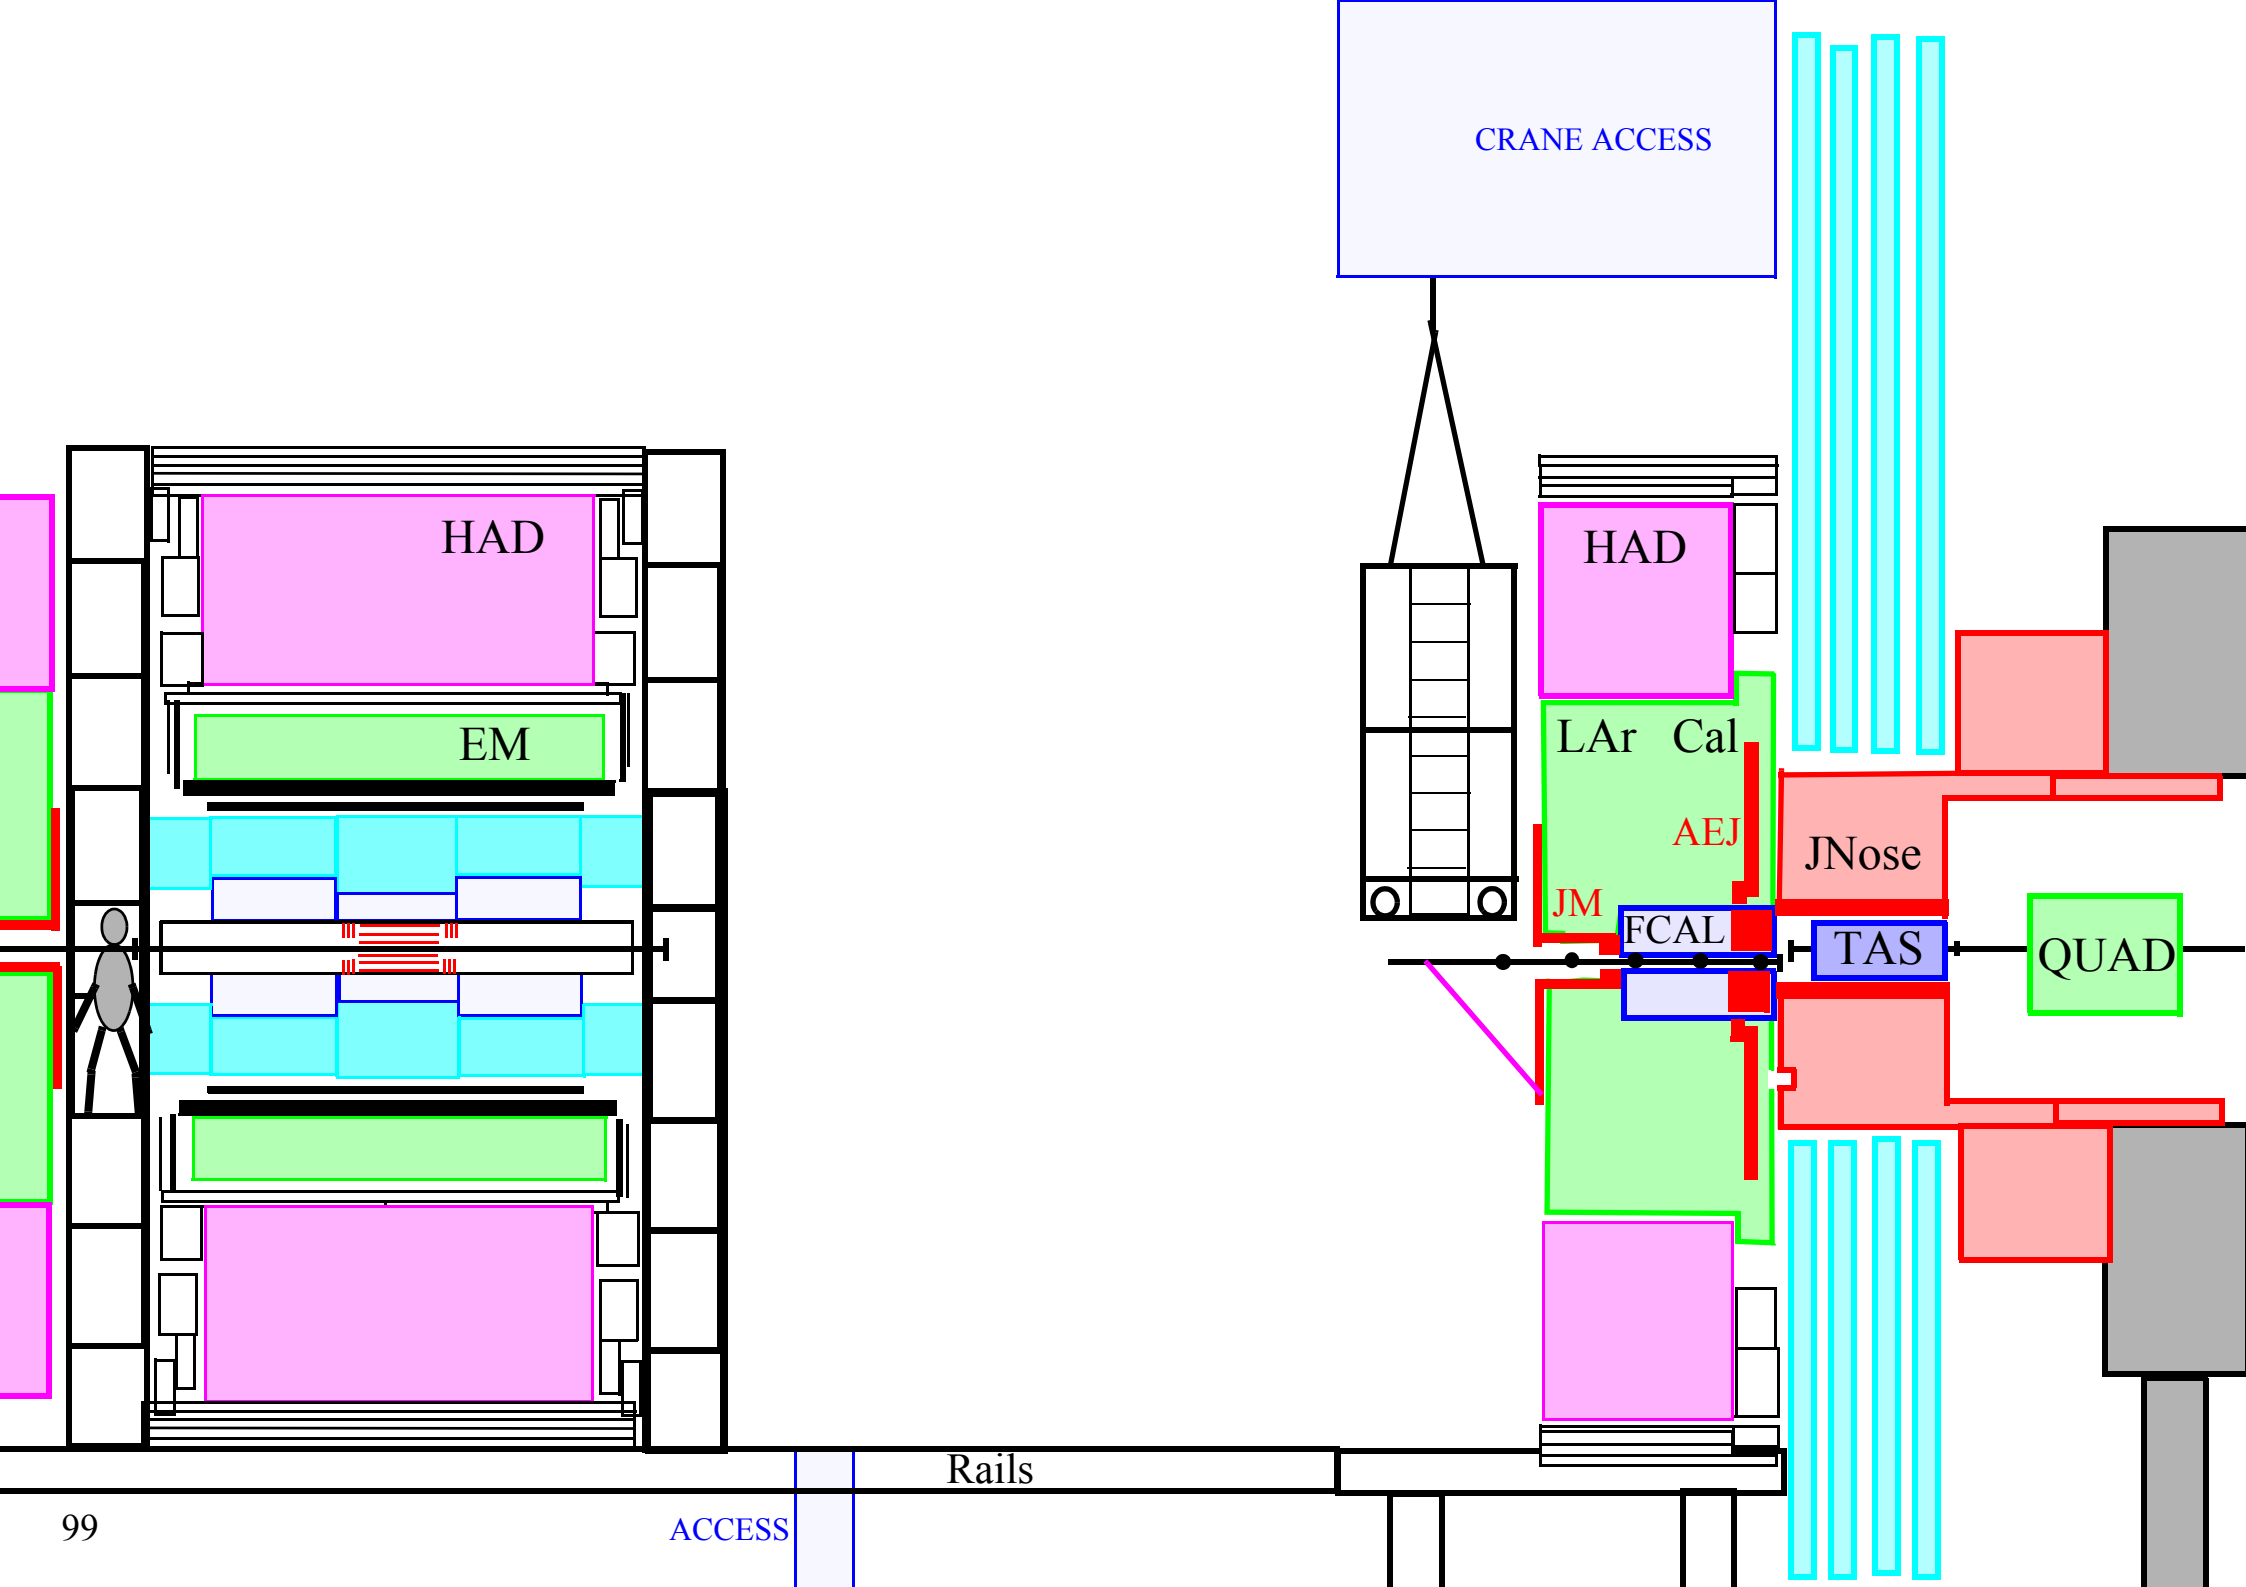 CRANE ACCESS
HAD
HAD
EM
LAr Cal
AEJ
JNose
JM
FCAL
TAS
QUAD
Rails
99
ACCESS